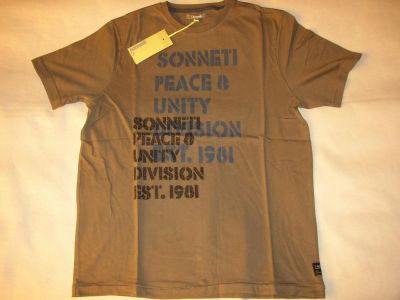 SONNETI
PEACE &
UNITY
DIVISION
EST. 1981
SONNETI
PEACE &
UNITY
DIVISION
EST. 1981